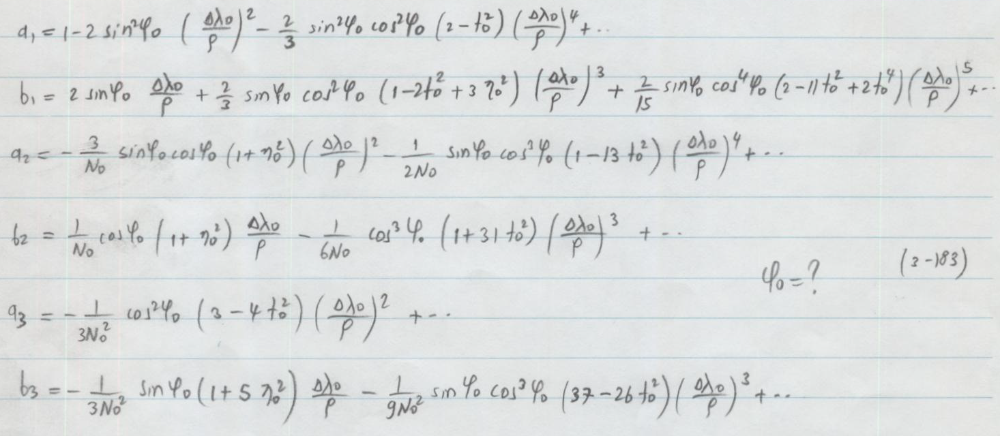 a₁ = 1 - 2 sin²φ₀ (Δλ₀/ρ)² - 2/3 sin²φ₀ cos²φ₀ (2 - t₀²) (Δλ₀/ρ)⁴ + ..
b₁ = 2 sinφ₀ Δλ₀/ρ + 2/3 sinφ₀ cos²φ₀ (1 - 2t₀² + 3η₀²) (Δλ₀/ρ)³ + 2/15 sinφ₀ cos⁴φ₀ (2 - 11t₀² + 2t₀⁴) (Δλ₀/ρ)⁵ + ...
a₂ = - 3/N₀ sinφ₀ cosφ₀ (1 + η₀²) (Δλ₀/ρ)² - 1/2N₀ sinφ₀ cos³φ₀ (1 - 13t₀²) (Δλ₀/ρ)⁴ + ...
b₂ = 1/N₀ cosφ₀ (1 + η₀²) Δλ₀/ρ - 1/6N₀ cos³φ₀ (1 + 31t₀²) (Δλ₀/ρ)³ + ...
φ₀ = ? (3-183)
a₃ = - 1/3N₀² cos²φ₀ (3 - 4t₀²) (Δλ₀/ρ)² + ...
b₃ = - 1/3N₀² sinφ₀ (1 + 5η₀²) Δλ₀/ρ - 1/9N₀² sinφ₀ cos²φ₀ (37 - 26t₀²) (Δλ₀/ρ)³ + ..